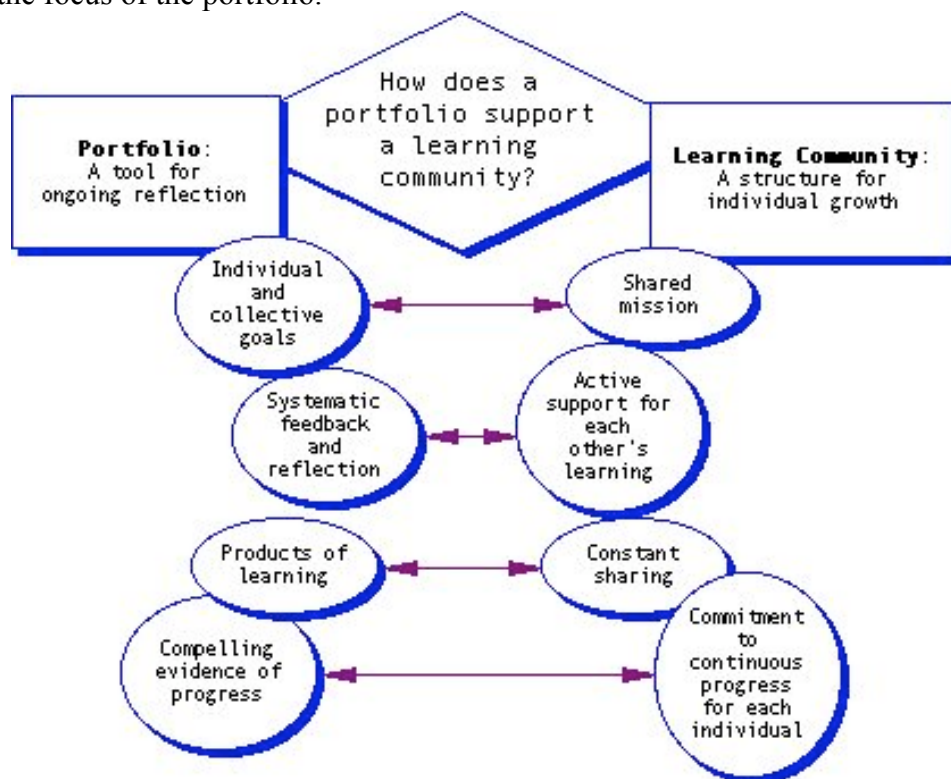 the focus of the portfolio.
How does a
portfolio support
a learning
community?
Portfolio:
A tool for
ongoing reflection
Learning Community:
A structure for
individual growth
Individual
and
collective
goals
Shared
mission
Systematic
feedback
and
reflection
Active
support for
each
other's
learning
Products of
learning
Constant
sharing
Compelling
evidence of
progress
Commitment
to
continuous
progress
for each
individual